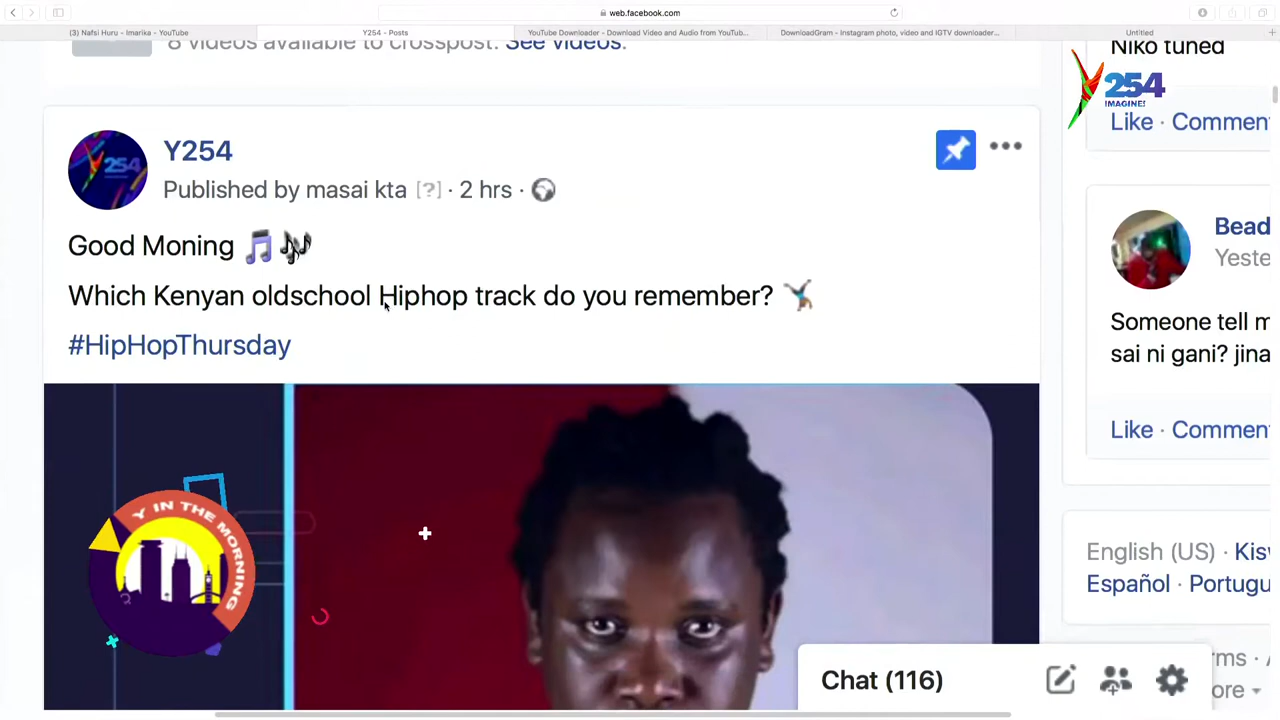 web.facebook.com
(3) Nafsi Huru - Imarika - YouTube
Y254 - Posts
YouTube Downloader - Download Video and Audio from YouTub...
DownloadGram - Instagram photo, video and IGTV downloader...
Untitled
8 videos available to crosspost. See videos.
Niko tuned
Y254
IMAGINE!
Like · Comment
Y254
254
Published by masai kta [?] · 2 hrs ·
Good Moning
Which Kenyan oldschool Hiphop track do you remember?
#HipHopThursday
Bead
Yeste
Someone tell m
sai ni gani? jina
Like · Comment
English (US) · Kis
Español · Portugu
Y IN THE MORNING
Chat (116)
rms ·
ore